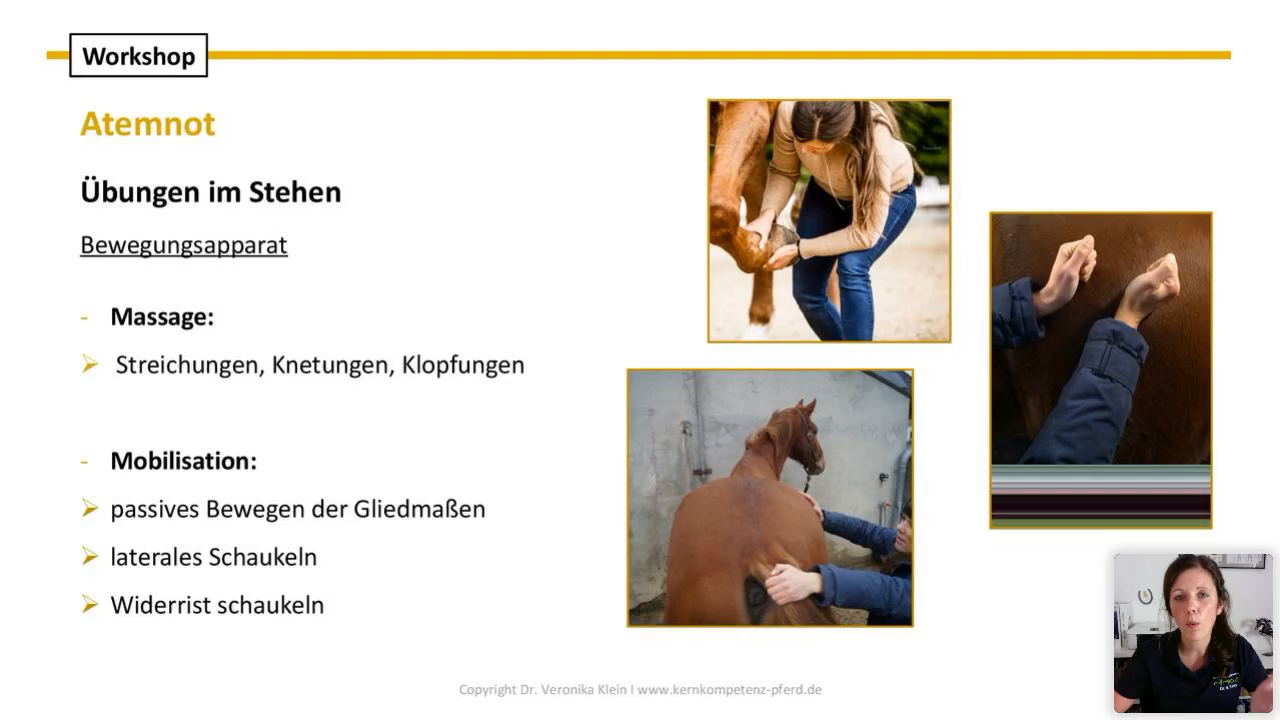 Workshop
Atemnot
Übungen im Stehen
Bewegungsapparat
- Massage:
➢ Streichungen, Knetungen, Klopfungen
- Mobilisation:
➢ passives Bewegen der Gliedmaßen
➢ laterales Schaukeln
➢ Widerrist schaukeln
Copyright Dr. Veronika Klein I www.kernkompetenz-pferd.de